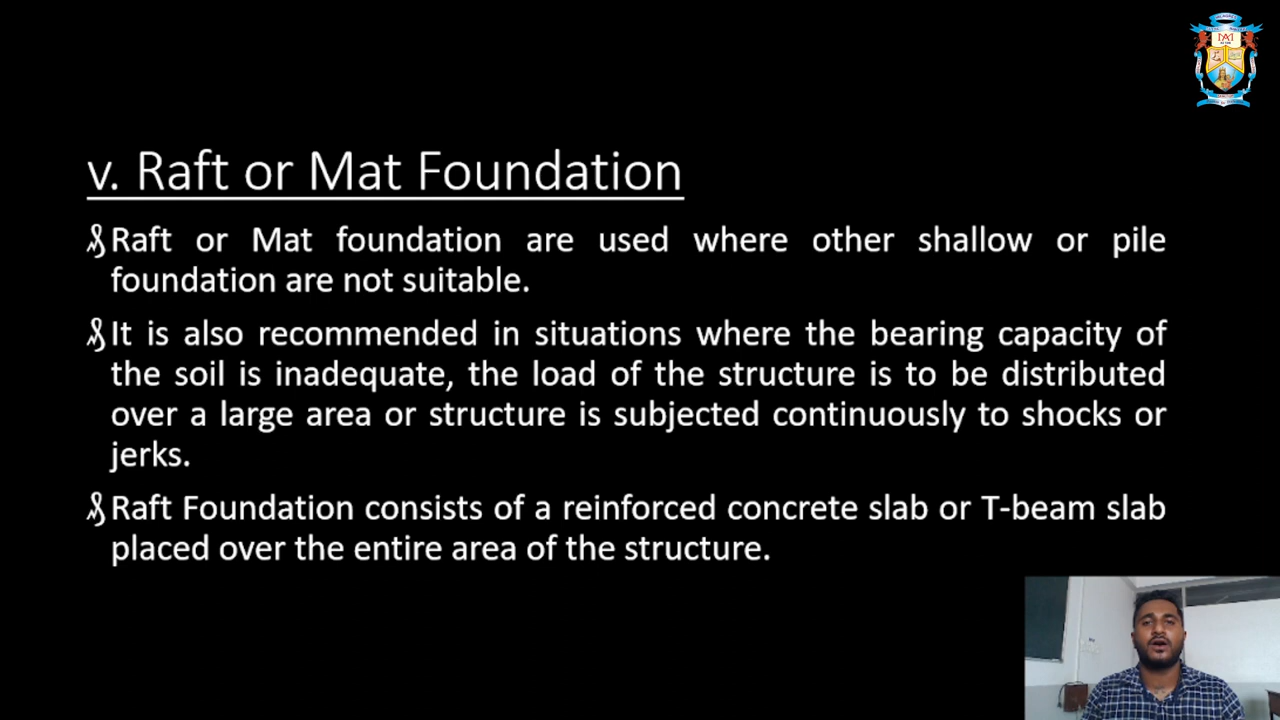 v. Raft or Mat Foundation
Raft or Mat foundation are used where other shallow or pile
foundation are not suitable.
It is also recommended in situations where the bearing capacity of
the soil is inadequate, the load of the structure is to be distributed
over a large area or structure is subjected continuously to shocks or
jerks.
Raft Foundation consists of a reinforced concrete slab or T-beam slab
placed over the entire area of the structure.